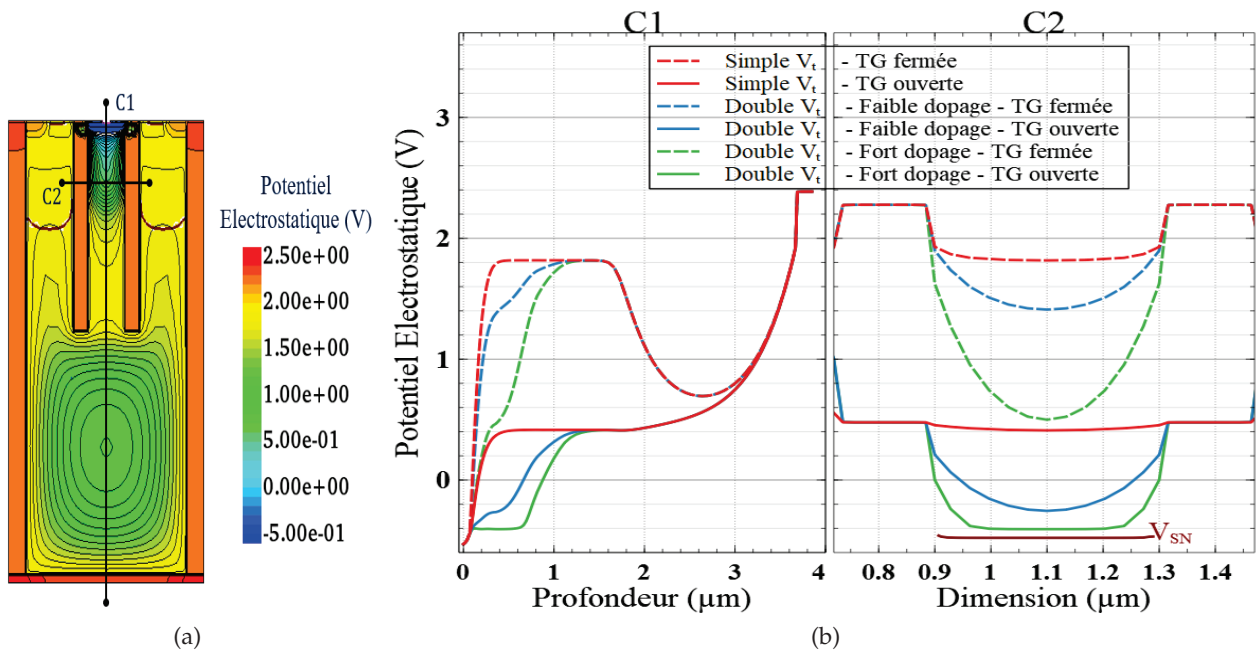 C1
C2
Potentiel
Electrostatique (V)
2.50e+00
2.00e+00
1.50e+00
1.00e+00
5.00e-01
0.00e+00
-5.00e-01
(a)
C1
C2
Simple Vt - TG fermée
Simple Vt - TG ouverte
Double Vt - Faible dopage - TG fermée
Double Vt - Faible dopage - TG ouverte
Double Vt - Fort dopage - TG fermée
Double Vt - Fort dopage - TG ouverte
Potentiel Electrostatique (V)
3
2
1
0
VSN
0 1 2 3 4
0.8 0.9 1 1.1 1.2 1.3 1.4
Profondeur (µm)
Dimension (µm)
(b)